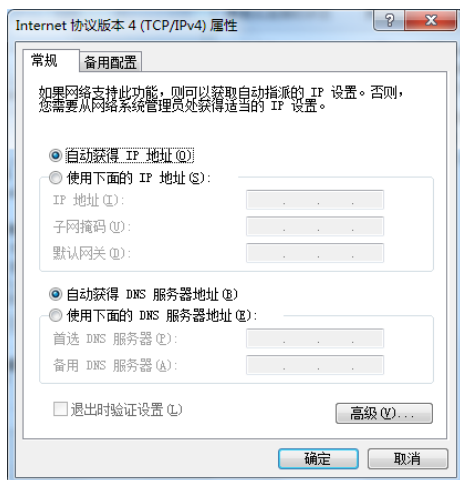 Internet 协议版本 4 (TCP/IPv4) 属性
常规
备用配置
如果网络支持此功能，则可以获取自动指派的 IP 设置。否则，
您需要从网络系统管理员处获得适当的 IP 设置。
自动获得 IP 地址(O)
使用下面的 IP 地址(S):
IP 地址(I):
子网掩码(U):
默认网关(D):
自动获得 DNS 服务器地址(B)
使用下面的 DNS 服务器地址(E):
首选 DNS 服务器(P):
备用 DNS 服务器(A):
退出时验证设置(L)
高级(V)...
确定
取消